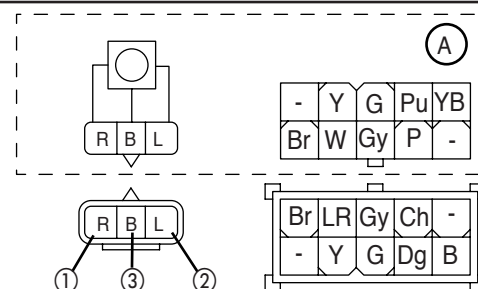 A
- Y G Pu YB
R B L
Br W Gy P -
R B L
Br LR Gy Ch -
- Y G Dg B
① ③ ②